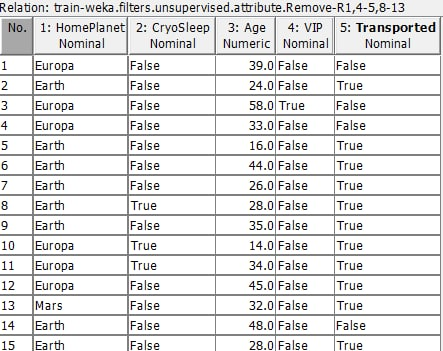 Relation: train-weka.filters.unsupervised.attribute.Remove-R1,4-5,8-13
No. 1: HomePlanet 2: CryoSleep 3: Age 4: VIP 5: Transported
Nominal Nominal Numeric Nominal Nominal
1 Europa False 39.0 False False
2 Earth False 24.0 False True
3 Europa False 58.0 True False
4 Europa False 33.0 False False
5 Earth False 16.0 False True
6 Earth False 44.0 False True
7 Earth False 26.0 False True
8 Earth True 28.0 False True
9 Earth False 35.0 False True
10 Europa True 14.0 False True
11 Europa True 34.0 False True
12 Europa False 45.0 False True
13 Mars False 32.0 False True
14 Earth False 48.0 False False
15 Earth False 28.0 False True